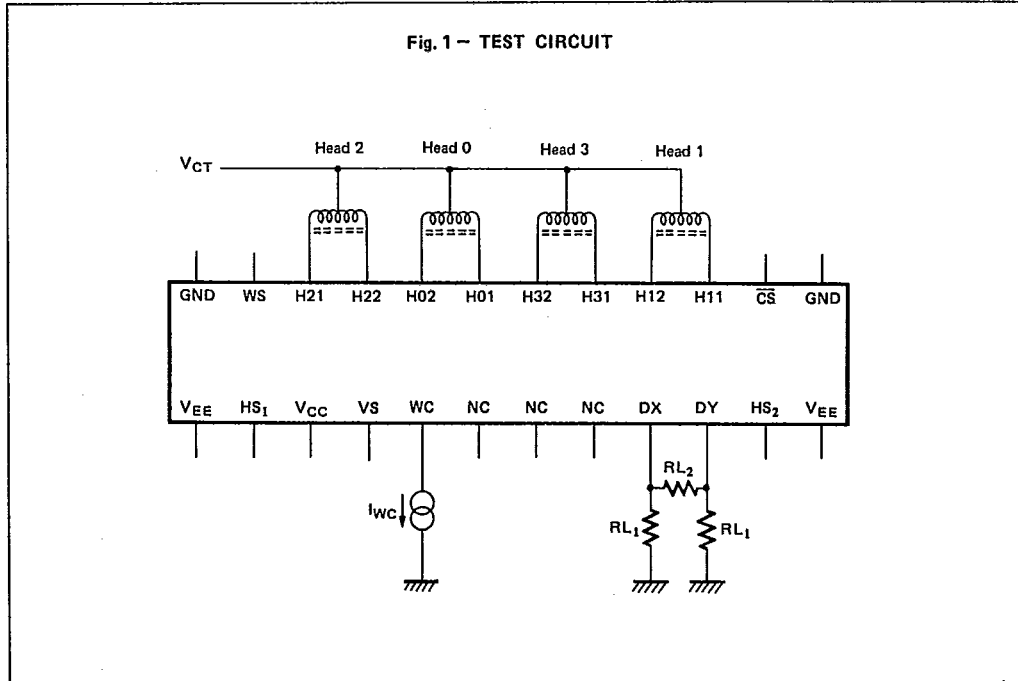 Fig. 1 – TEST CIRCUIT
Head 2 Head 0 Head 3 Head 1
VCT
GND WS H21 H22 H02 H01 H32 H31 H12 H11 C̅S̅ GND
VEE HS1 VCC VS WC NC NC NC DX DY HS2 VEE
RL2
IWC
RL1 RL1